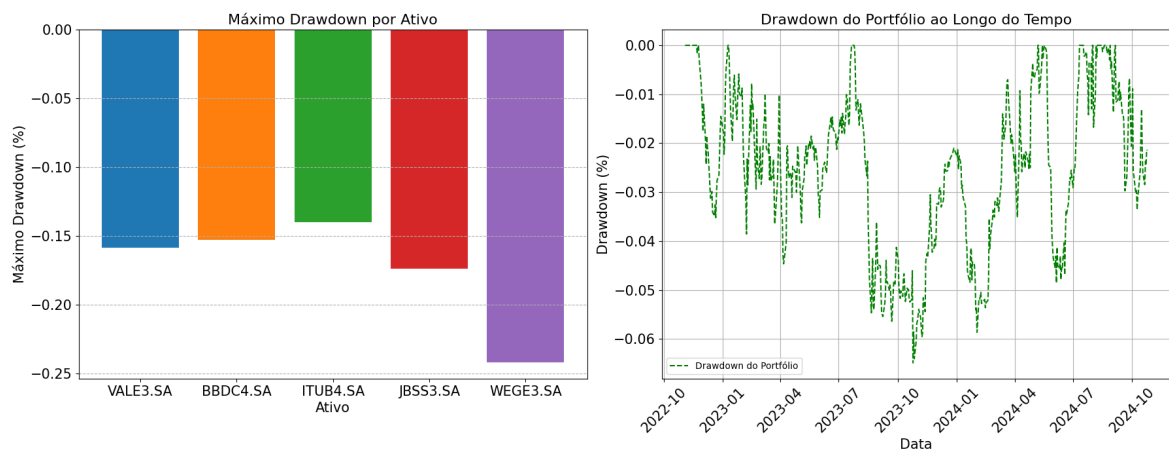 Máximo Drawdown por Ativo
Máximo Drawdown (%)
0.00
−0.05
−0.10
−0.15
−0.20
−0.25
VALE3.SA BBDC4.SA ITUB4.SA JBSS3.SA WEGE3.SA
Ativo
Drawdown do Portfólio ao Longo do Tempo
Drawdown (%)
0.00
−0.01
−0.02
−0.03
−0.04
−0.05
−0.06
Drawdown do Portfólio
2022-10 2023-01 2023-04 2023-07 2023-10 2024-01 2024-04 2024-07 2024-10
Data